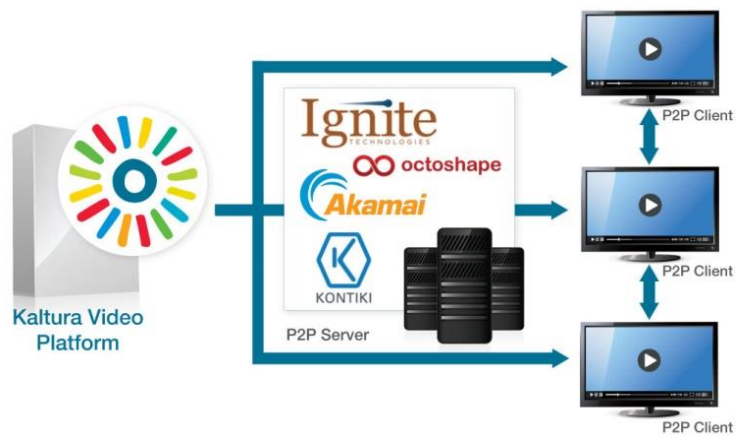 Kaltura Video
Platform
Ignite
TECHNOLOGIES
octoshape
Akamai
KONTIKI
P2P Server
P2P Client
P2P Client
P2P Client